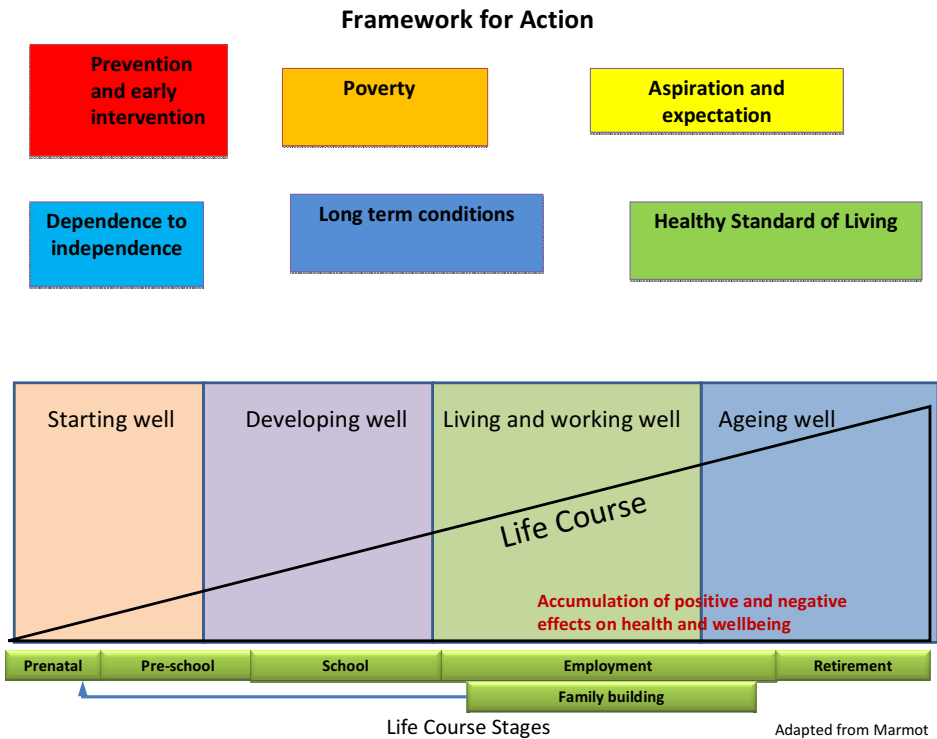 Framework for Action
Prevention
and early
intervention
Poverty
Aspiration and
expectation
Dependence to
independence
Long term conditions
Healthy Standard of Living
Starting well
Developing well
Living and working well
Ageing well
Life Course
Accumulation of positive and negative
effects on health and wellbeing
Prenatal
Pre-school
School
Employment
Retirement
Family building
Life Course Stages
Adapted from Marmot